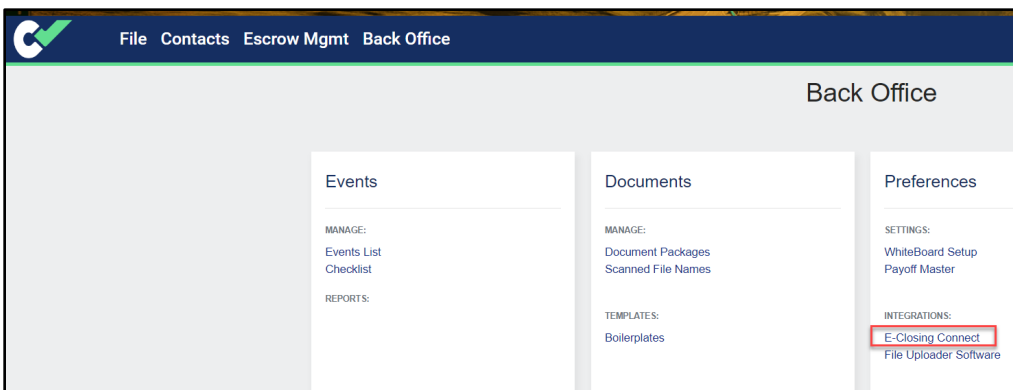 File Contacts Escrow Mgmt Back Office
Back Office
Events
MANAGE:
Events List
Checklist
REPORTS:
Documents
MANAGE:
Document Packages
Scanned File Names
TEMPLATES:
Boilerplates
Preferences
SETTINGS:
WhiteBoard Setup
Payoff Master
INTEGRATIONS:
E-Closing Connect
File Uploader Software